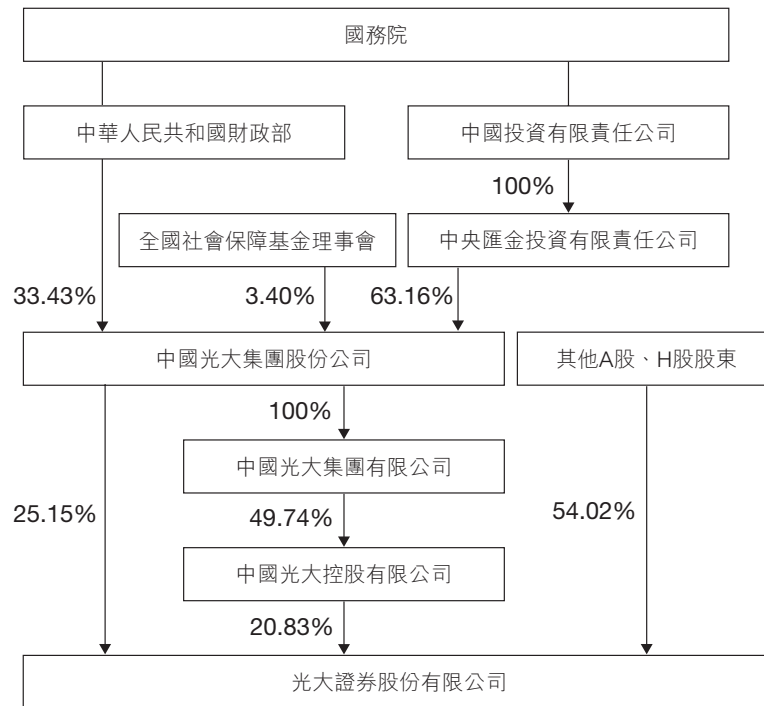 國務院
中華人民共和國財政部
中國投資有限責任公司
100%
全國社會保障基金理事會
中央匯金投資有限責任公司
33.43%
3.40%
63.16%
中國光大集團股份公司
其他A股、H股股東
100%
中國光大集團有限公司
25.15%
49.74%
54.02%
中國光大控股有限公司
20.83%
光大證券股份有限公司